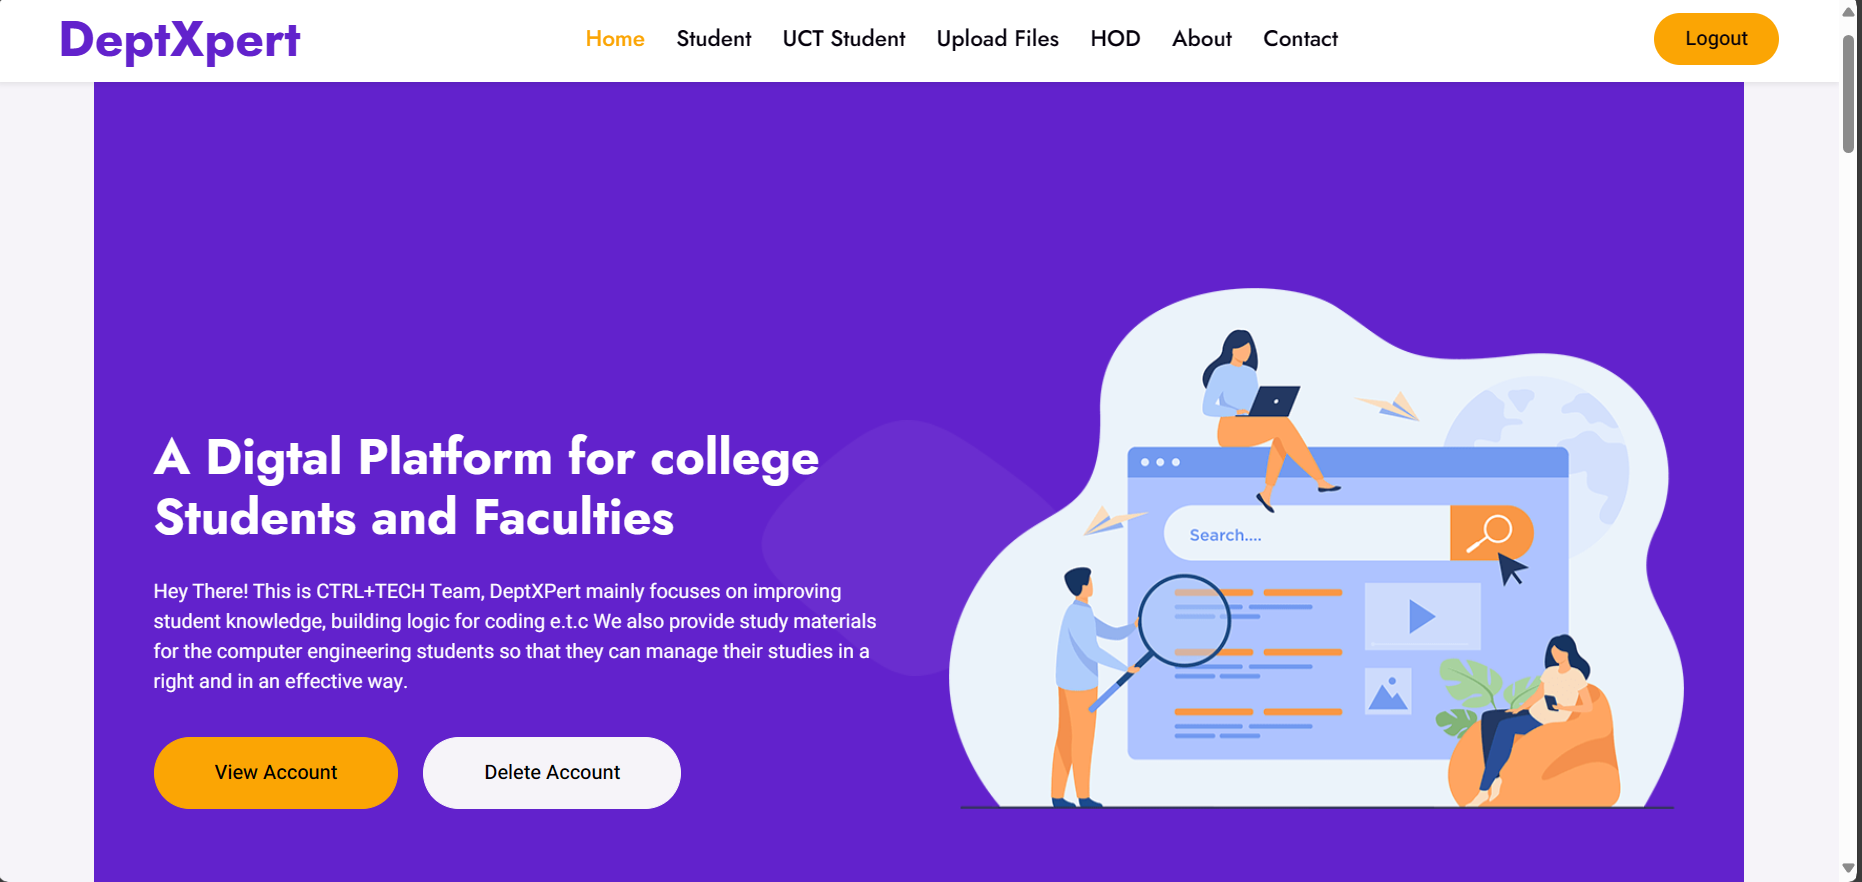 DeptXpert
Home Student UCT Student Upload Files HOD About Contact
Logout
A Digtal Platform for college
Students and Faculties
Hey There! This is CTRL+TECH Team, DeptXPert mainly focuses on improving
student knowledge, building logic for coding e.t.c We also provide study materials
for the computer engineering students so that they can manage their studies in a
right and in an effective way.
View Account
Delete Account
Search....